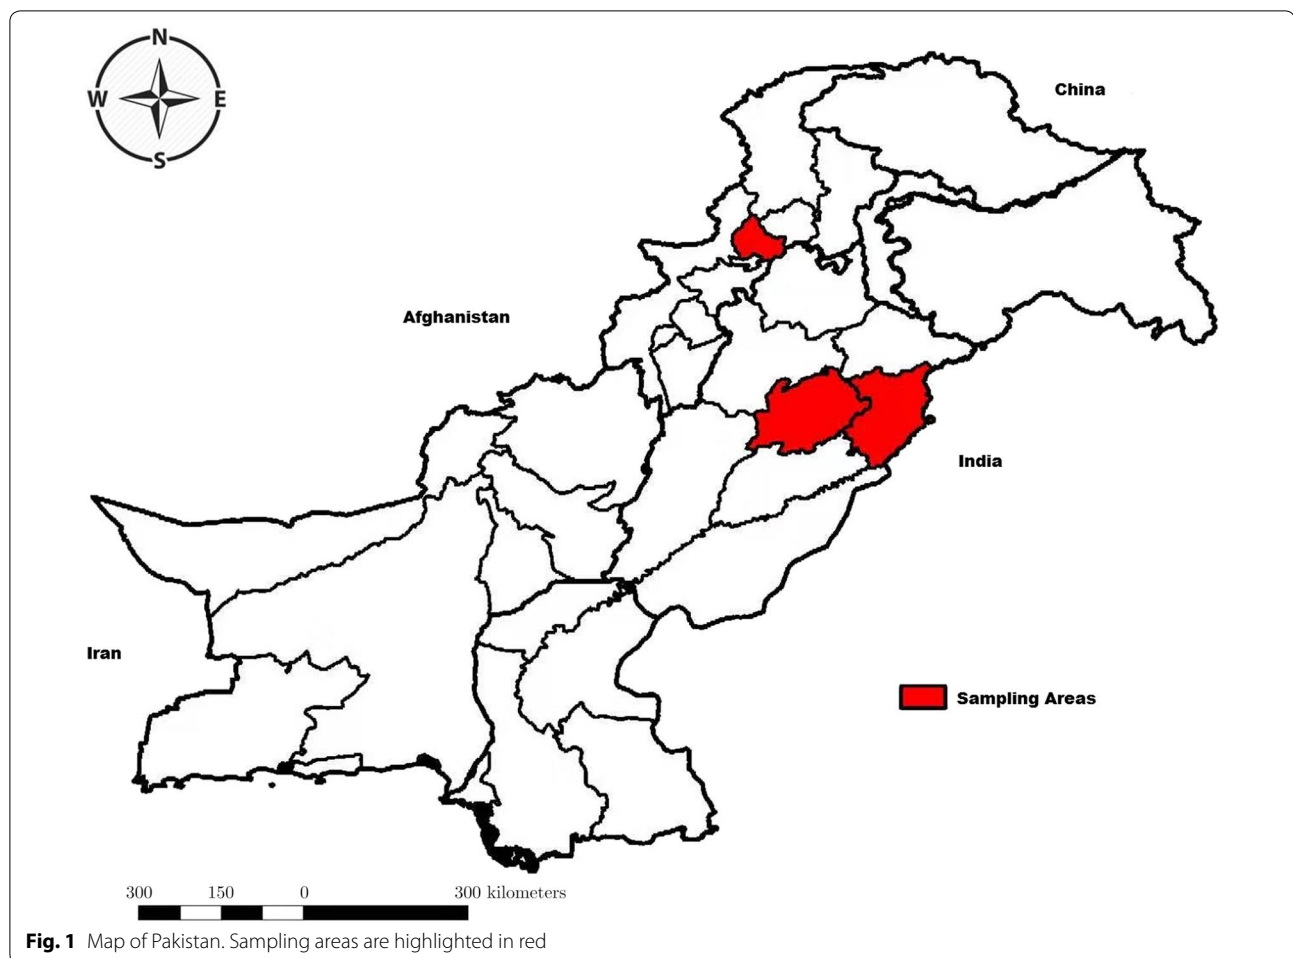 N
W E
S
China
Afghanistan
India
Iran
Sampling Areas
300 150 0 300 kilometers
Fig. 1 Map of Pakistan. Sampling areas are highlighted in red